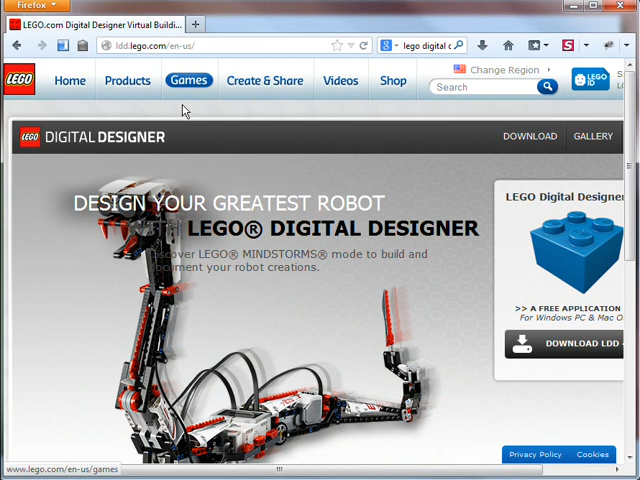 Firefox
LEGO.com Digital Designer Virtual Buildi...
ldd.lego.com/en-us/
lego digital d
LEGO
Home
Products
Games
Create & Share
Videos
Shop
Change Region
Search
LEGO ID
LEGO DIGITAL DESIGNER
DOWNLOAD
GALLERY
DESIGN YOUR GREATEST ROBOT
WITH LEGO® DIGITAL DESIGNER
Discover LEGO® MINDSTORMS® mode to build and
document your robot creations.
LEGO Digital Designer
>> A FREE APPLICATION
For Windows PC & Mac O
DOWNLOAD LDD
Privacy Policy
Cookies
www.lego.com/en-us/games